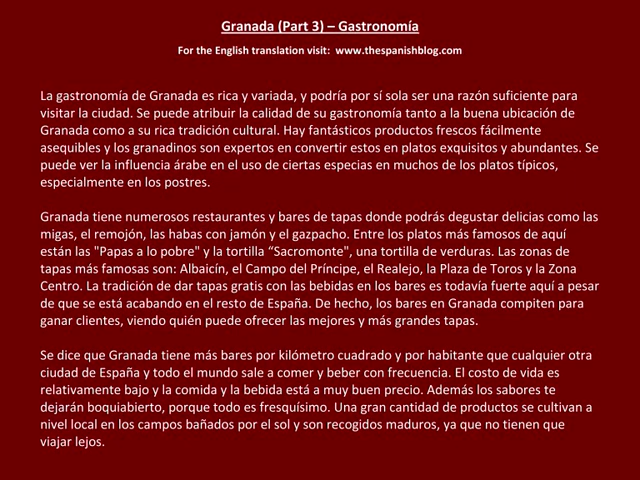 Granada (Part 3) – Gastronomía
For the English translation visit:  www.thespanishblog.com
La gastronomía de Granada es rica y variada, y podría por sí sola ser una razón suficiente para
visitar la ciudad. Se puede atribuir la calidad de su gastronomía tanto a la buena ubicación de
Granada como a su rica tradición cultural. Hay fantásticos productos frescos fácilmente
asequibles y los granadinos son expertos en convertir estos en platos exquisitos y abundantes. Se
puede ver la influencia árabe en el uso de ciertas especias en muchos de los platos típicos,
especialmente en los postres.
Granada tiene numerosos restaurantes y bares de tapas donde podrás degustar delicias como las
migas, el remojón, las habas con jamón y el gazpacho. Entre los platos más famosos de aquí
están las "Papas a lo pobre" y la tortilla “Sacromonte", una tortilla de verduras. Las zonas de
tapas más famosas son: Albaicín, el Campo del Príncipe, el Realejo, la Plaza de Toros y la Zona
Centro. La tradición de dar tapas gratis con las bebidas en los bares es todavía fuerte aquí a pesar
de que se está acabando en el resto de España. De hecho, los bares en Granada compiten para
ganar clientes, viendo quién puede ofrecer las mejores y más grandes tapas.
Se dice que Granada tiene más bares por kilómetro cuadrado y por habitante que cualquier otra
ciudad de España y todo el mundo sale a comer y beber con frecuencia. El costo de vida es
relativamente bajo y la comida y la bebida está a muy buen precio. Además los sabores te
dejarán boquiabierto, porque todo es fresquísimo. Una gran cantidad de productos se cultivan a
nivel local en los campos bañados por el sol y son recogidos maduros, ya que no tienen que
viajar lejos.